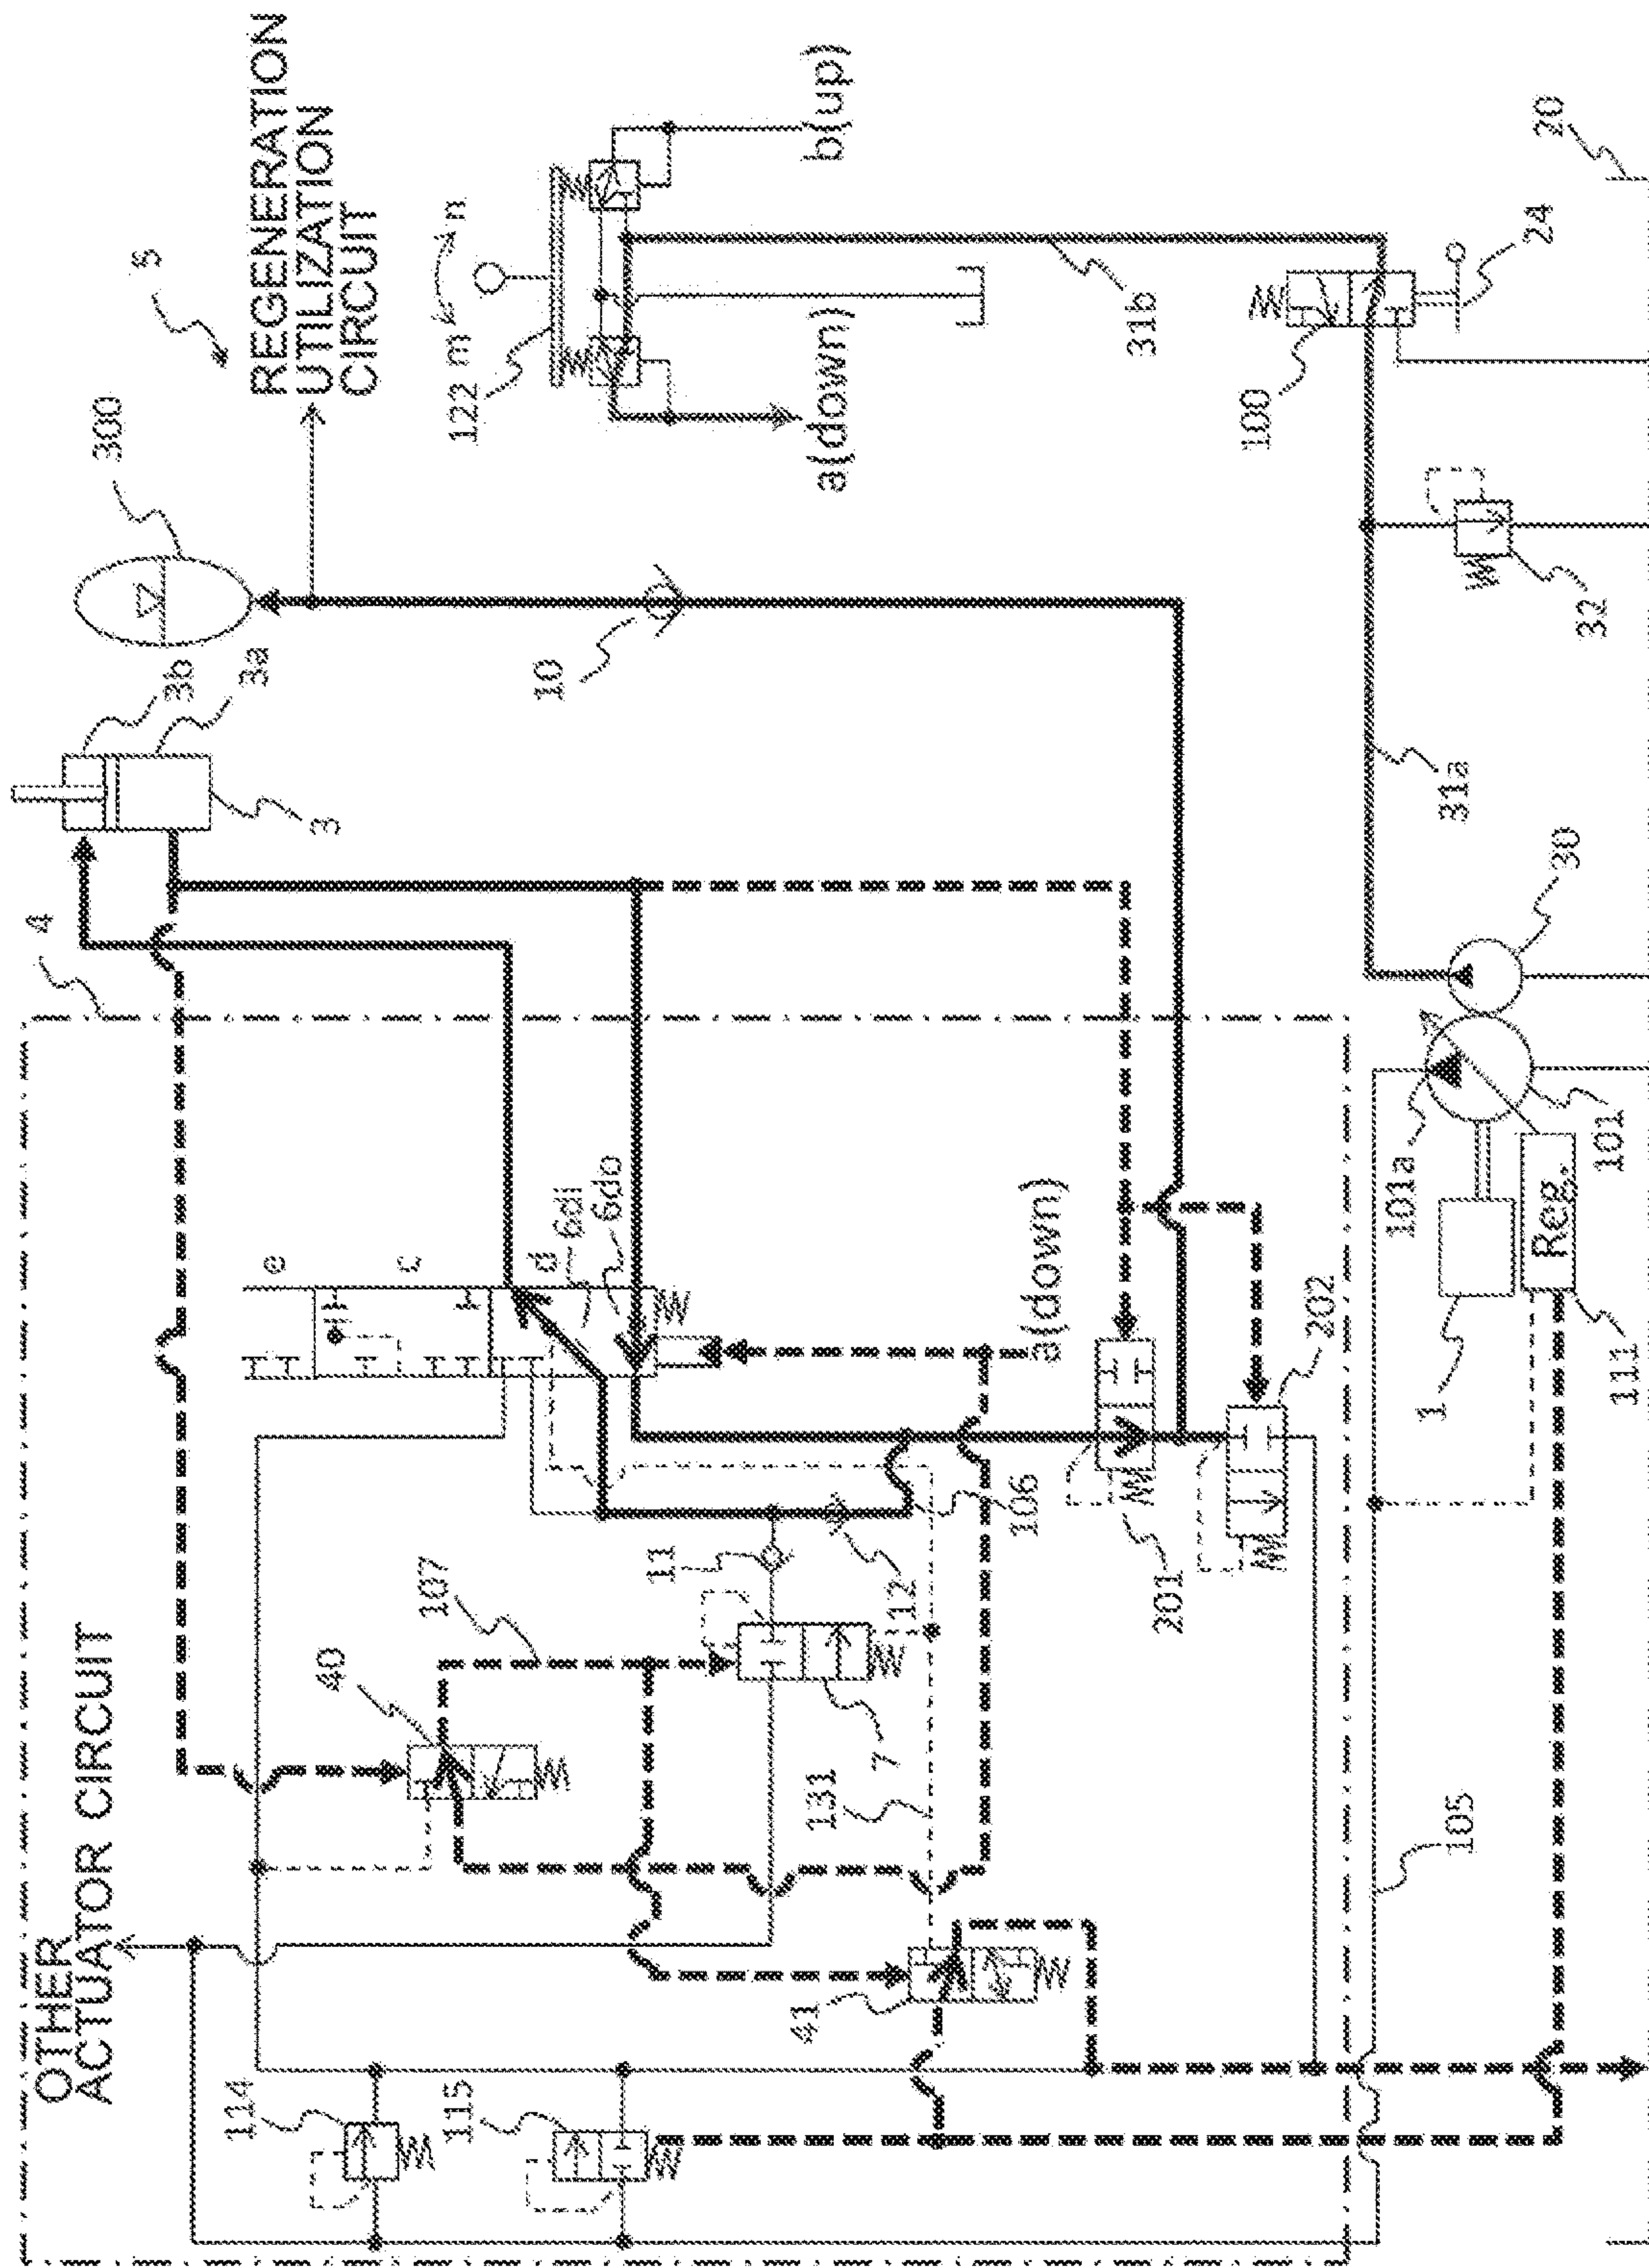 5
REGENERATION
UTILIZATION
CIRCUIT
300
4
3b
3a
3
10
122
m
n
a(down)
b(up)
31b
100
24
20
32
31a
30
101a
101
1
Reg.
111
105
OTHER
ACTUATOR CIRCUIT
e
c
d
6di
6do
a(down)
106
201
202
107
11
12
40
7
131
41
114
115